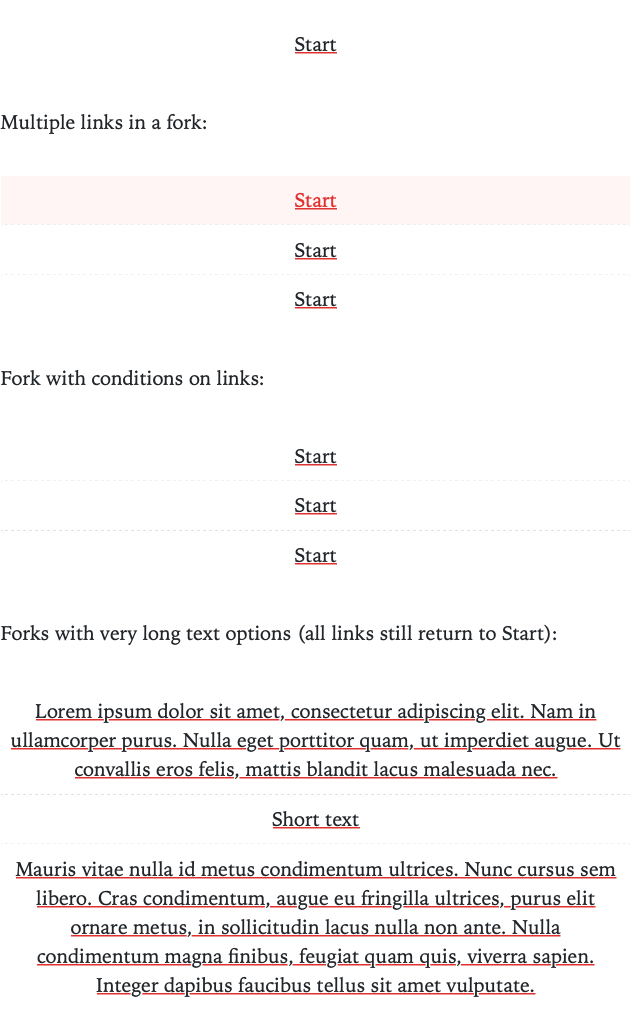 Start
Multiple links in a fork:
Start
Start
Start
Fork with conditions on links:
Start
Start
Start
Forks with very long text options (all links still return to Start):
Lorem ipsum dolor sit amet, consectetur adipiscing elit. Nam in
ullamcorper purus. Nulla eget porttitor quam, ut imperdiet augue. Ut
convallis eros felis, mattis blandit lacus malesuada nec.
Short text
Mauris vitae nulla id metus condimentum ultrices. Nunc cursus sem
libero. Cras condimentum, augue eu fringilla ultrices, purus elit
ornare metus, in sollicitudin lacus nulla non ante. Nulla
condimentum magna finibus, feugiat quam quis, viverra sapien.
Integer dapibus faucibus tellus sit amet vulputate.